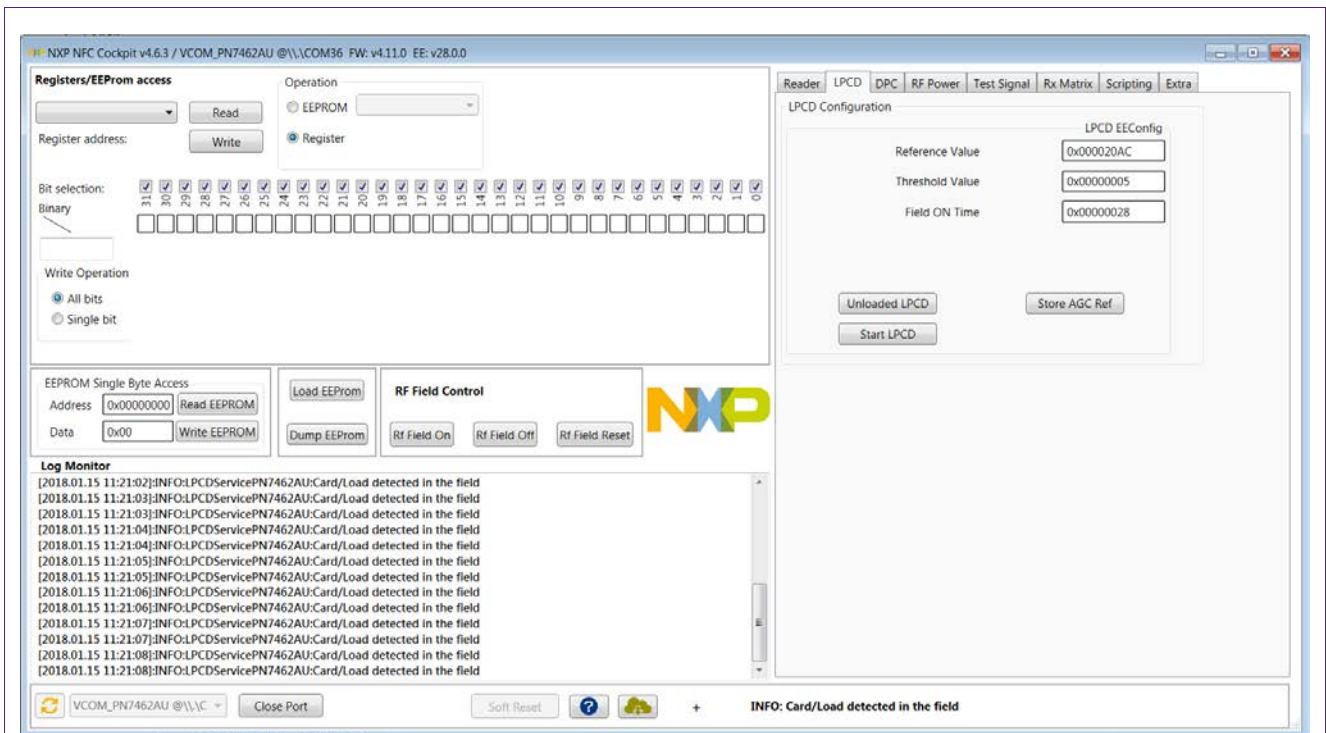 NXP NFC Cockpit v4.6.3 / VCOM_PN7462AU @\\.\COM36 FW: v4.11.0 EE: v28.0.0
Registers/EEProm access
Operation
Read
EEPROM
Register address:
Write
Register
Bit selection:
31 30 29 28 27 26 25 24 23 22 21 20 19 18 17 16 15 14 13 12 11 10 9 8 7 6 5 4 3 2 1 0
Binary
Write Operation
All bits
Single bit
Reader LPCD DPC RF Power Test Signal Rx Matrix Scripting Extra
LPCD Configuration
LPCD EEConfig
Reference Value 0x000020AC
Threshold Value 0x00000005
Field ON Time 0x00000028
Unloaded LPCD Store AGC Ref
Start LPCD
EEPROM Single Byte Access
Address 0x00000000 Read EEPROM
Data 0x00 Write EEPROM
Load EEProm
Dump EEProm
RF Field Control
Rf Field On Rf Field Off Rf Field Reset
NXP
Log Monitor
[2018.01.15 11:21:02]:INFO:LPCDServicePN7462AU:Card/Load detected in the field
[2018.01.15 11:21:03]:INFO:LPCDServicePN7462AU:Card/Load detected in the field
[2018.01.15 11:21:03]:INFO:LPCDServicePN7462AU:Card/Load detected in the field
[2018.01.15 11:21:04]:INFO:LPCDServicePN7462AU:Card/Load detected in the field
[2018.01.15 11:21:04]:INFO:LPCDServicePN7462AU:Card/Load detected in the field
[2018.01.15 11:21:05]:INFO:LPCDServicePN7462AU:Card/Load detected in the field
[2018.01.15 11:21:05]:INFO:LPCDServicePN7462AU:Card/Load detected in the field
[2018.01.15 11:21:06]:INFO:LPCDServicePN7462AU:Card/Load detected in the field
[2018.01.15 11:21:06]:INFO:LPCDServicePN7462AU:Card/Load detected in the field
[2018.01.15 11:21:07]:INFO:LPCDServicePN7462AU:Card/Load detected in the field
[2018.01.15 11:21:07]:INFO:LPCDServicePN7462AU:Card/Load detected in the field
[2018.01.15 11:21:08]:INFO:LPCDServicePN7462AU:Card/Load detected in the field
[2018.01.15 11:21:08]:INFO:LPCDServicePN7462AU:Card/Load detected in the field
VCOM_PN7462AU @\\.\C Close Port Soft Reset ? + INFO: Card/Load detected in the field